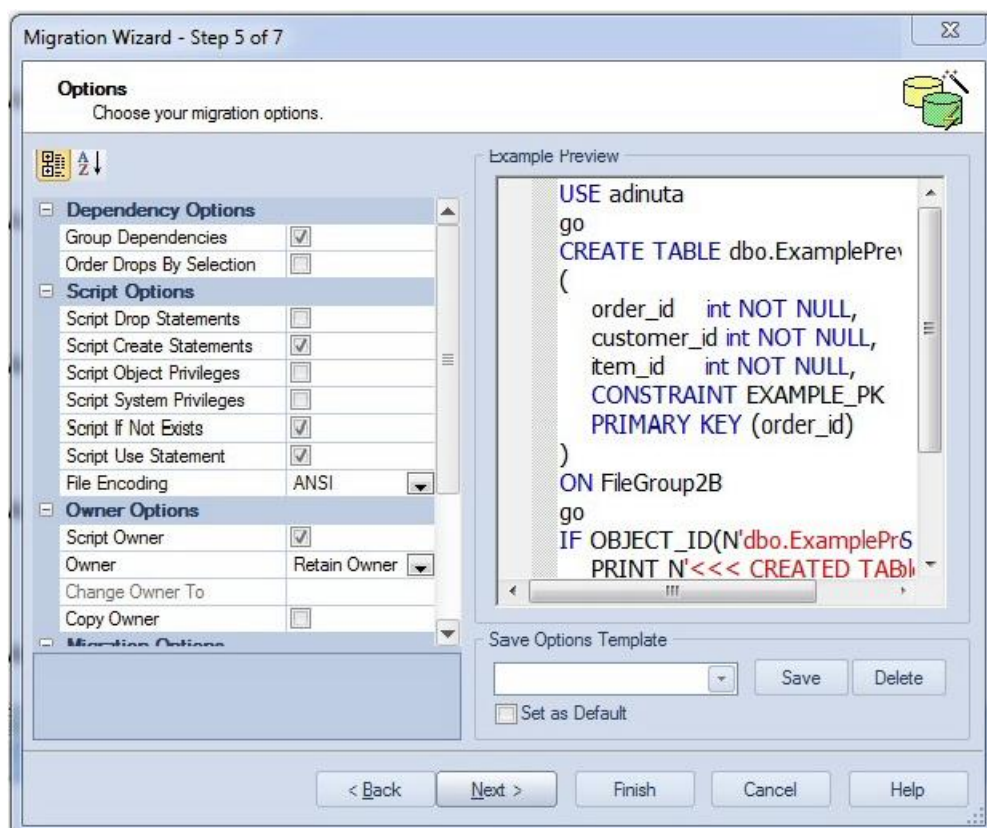 Migration Wizard - Step 5 of 7
Options
Choose your migration options.
Dependency Options
Group Dependencies
Order Drops By Selection
Script Options
Script Drop Statements
Script Create Statements
Script Object Privileges
Script System Privileges
Script If Not Exists
Script Use Statement
File Encoding ANSI
Owner Options
Script Owner
Owner Retain Owner
Change Owner To
Copy Owner
Migration Options
Example Preview
USE adinuta
go
CREATE TABLE dbo.ExamplePrev
(
order_id int NOT NULL,
customer_id int NOT NULL,
item_id int NOT NULL,
CONSTRAINT EXAMPLE_PK
PRIMARY KEY (order_id)
)
ON FileGroup2B
go
IF OBJECT_ID(N'dbo.ExamplePr
PRINT N'<<< CREATED
Save Options Template
Save Delete
Set as Default
< Back Next > Finish Cancel Help